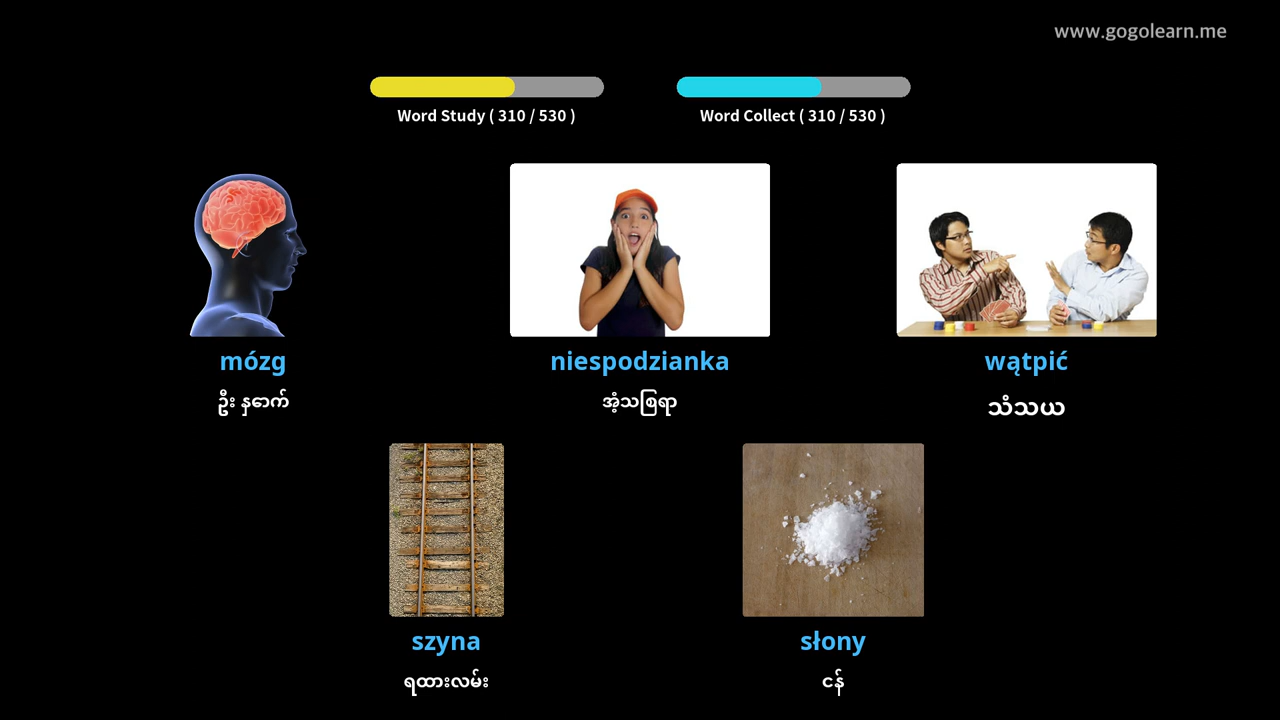 www.gogolearn.me
Word Study ( 310 / 530 )
Word Collect ( 310 / 530 )
mózg
ဦး နှောက်
niespodzianka
အံ့သစြရာ
wątpić
သံသယ
szyna
ရထားလမ်း
słony
ငန်